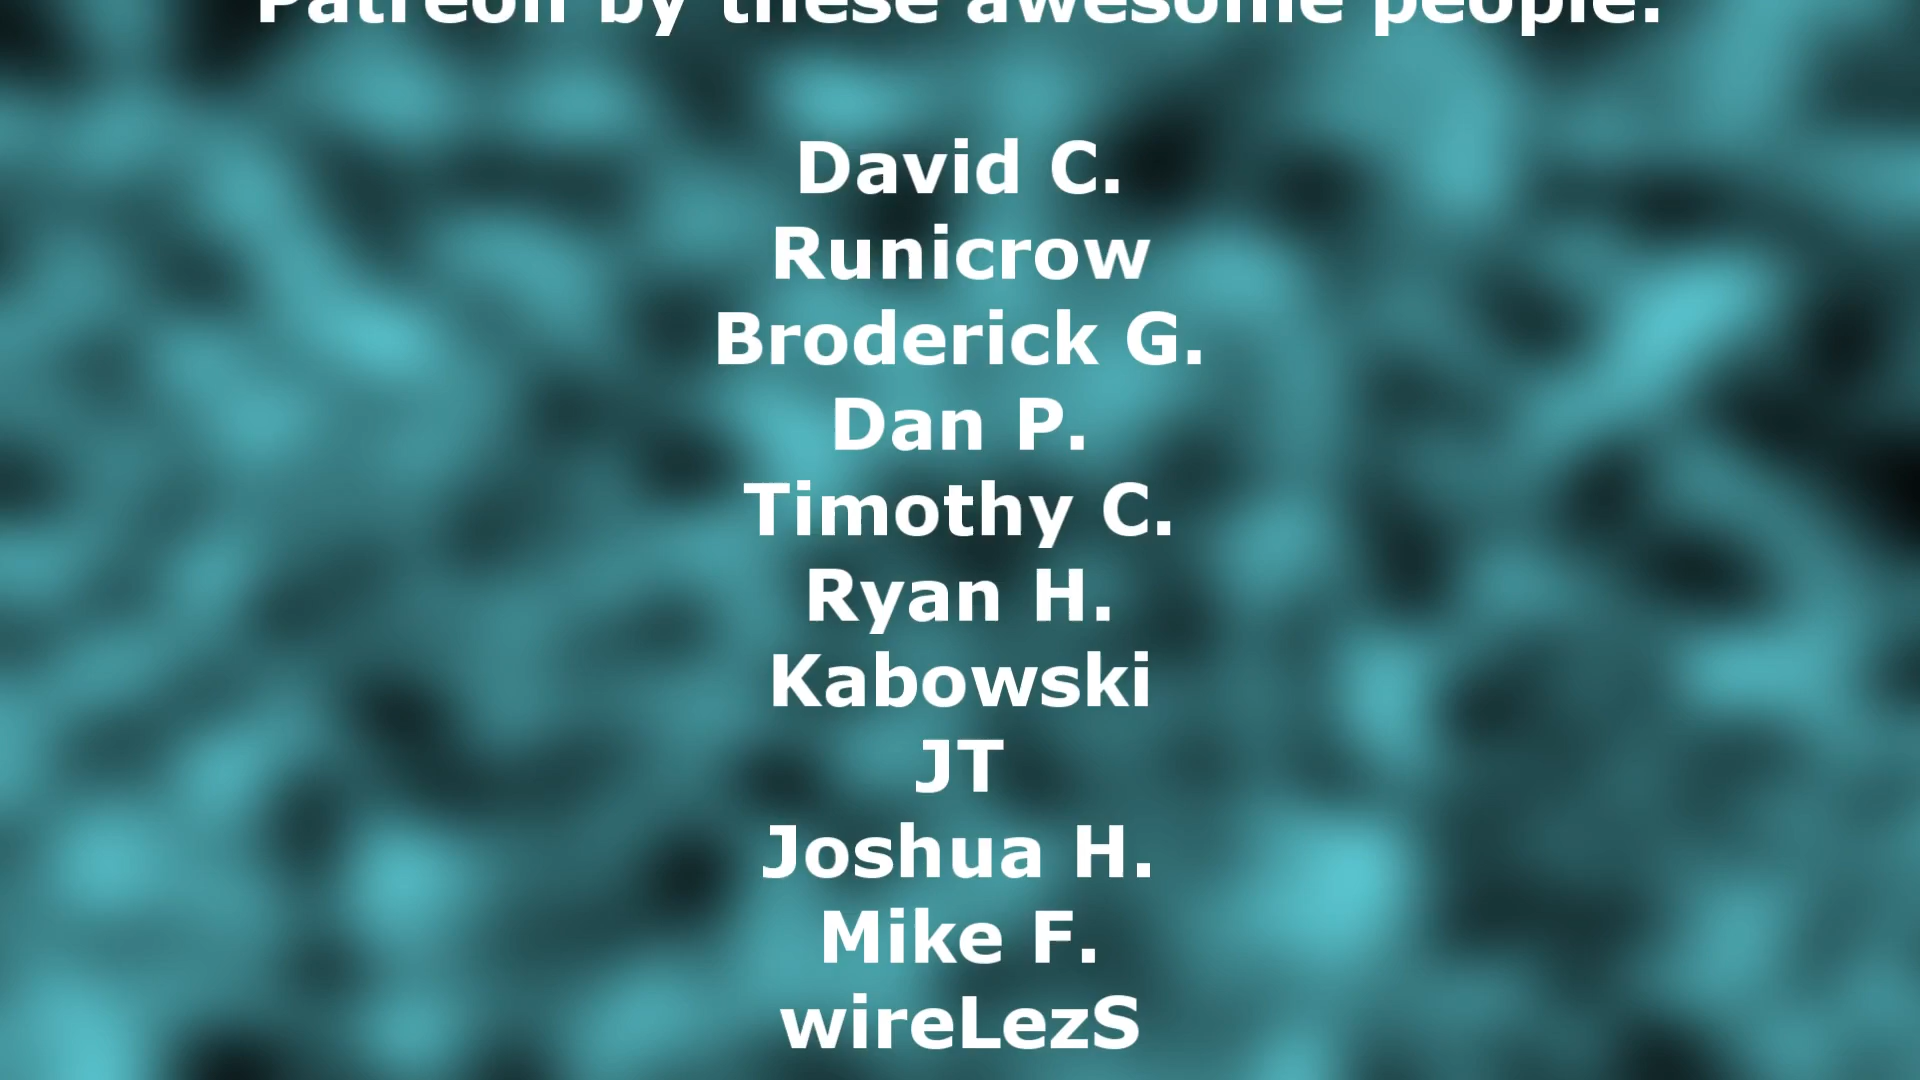 Patreon by these awesome people.
David C.
Runicrow
Broderick G.
Dan P.
Timothy C.
Ryan H.
Kabowski
JT
Joshua H.
Mike F.
wireLezS